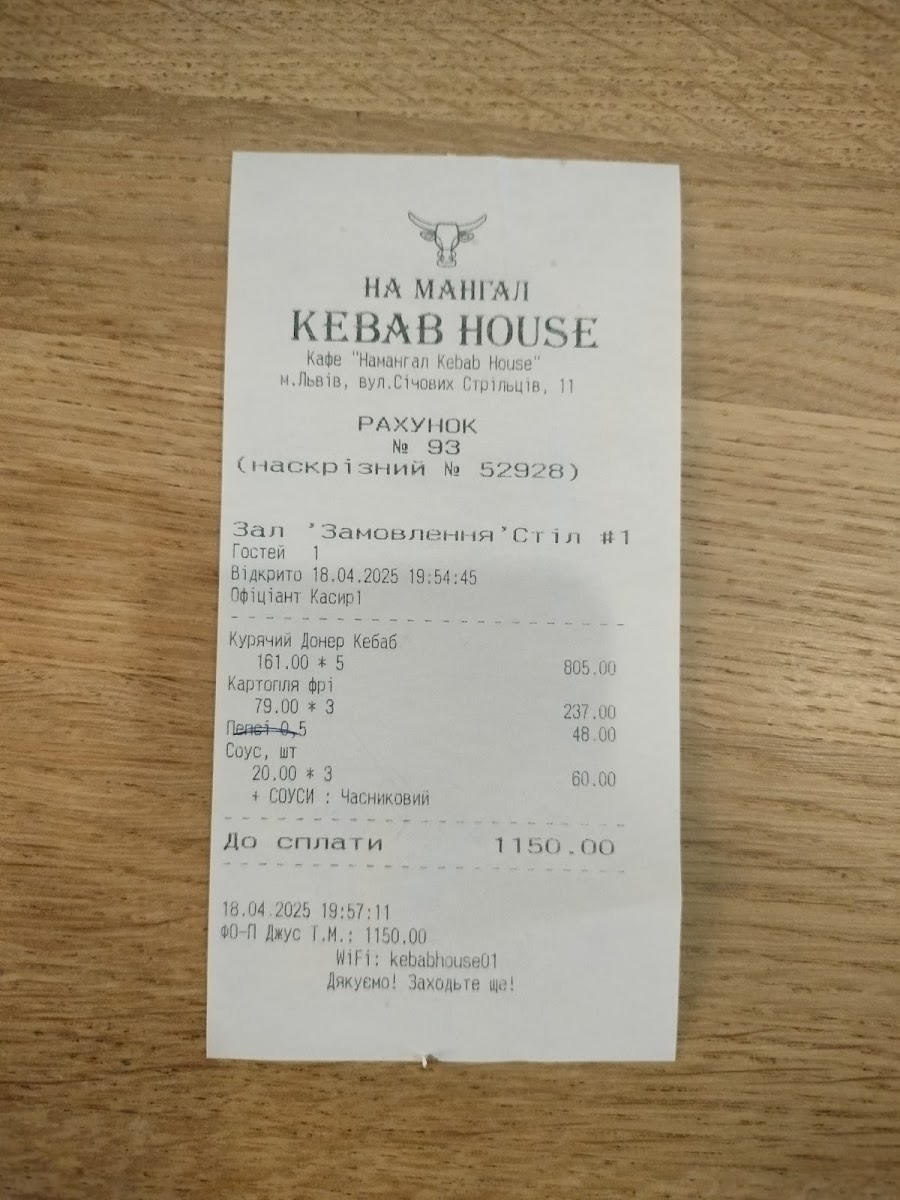 НА МАНГАЛ
KEBAB HOUSE
Кафе "Намангал Kebab House"
м.Львів, вул.Січових Стрільців, 11
РАХУНОК
№ 93
(наскрізний № 52928)
Зал 'Замовлення'Стіл #1
Гостей 1
Відкрито 18.04.2025 19:54:45
Офіціант Касир1
Курячий Донер Кебаб
161.00 * 5 805.00
Картопля фрі
79.00 * 3 237.00
Пепсі 0,5 48.00
Соус, шт
20.00 * 3 60.00
+ СОУСИ : Часниковий
До сплати 1150.00
18.04.2025 19:57:11
ФО-П Джус Т.М.: 1150.00
WiFi: kebabhouse01
Дякуємо! Заходьте ще!